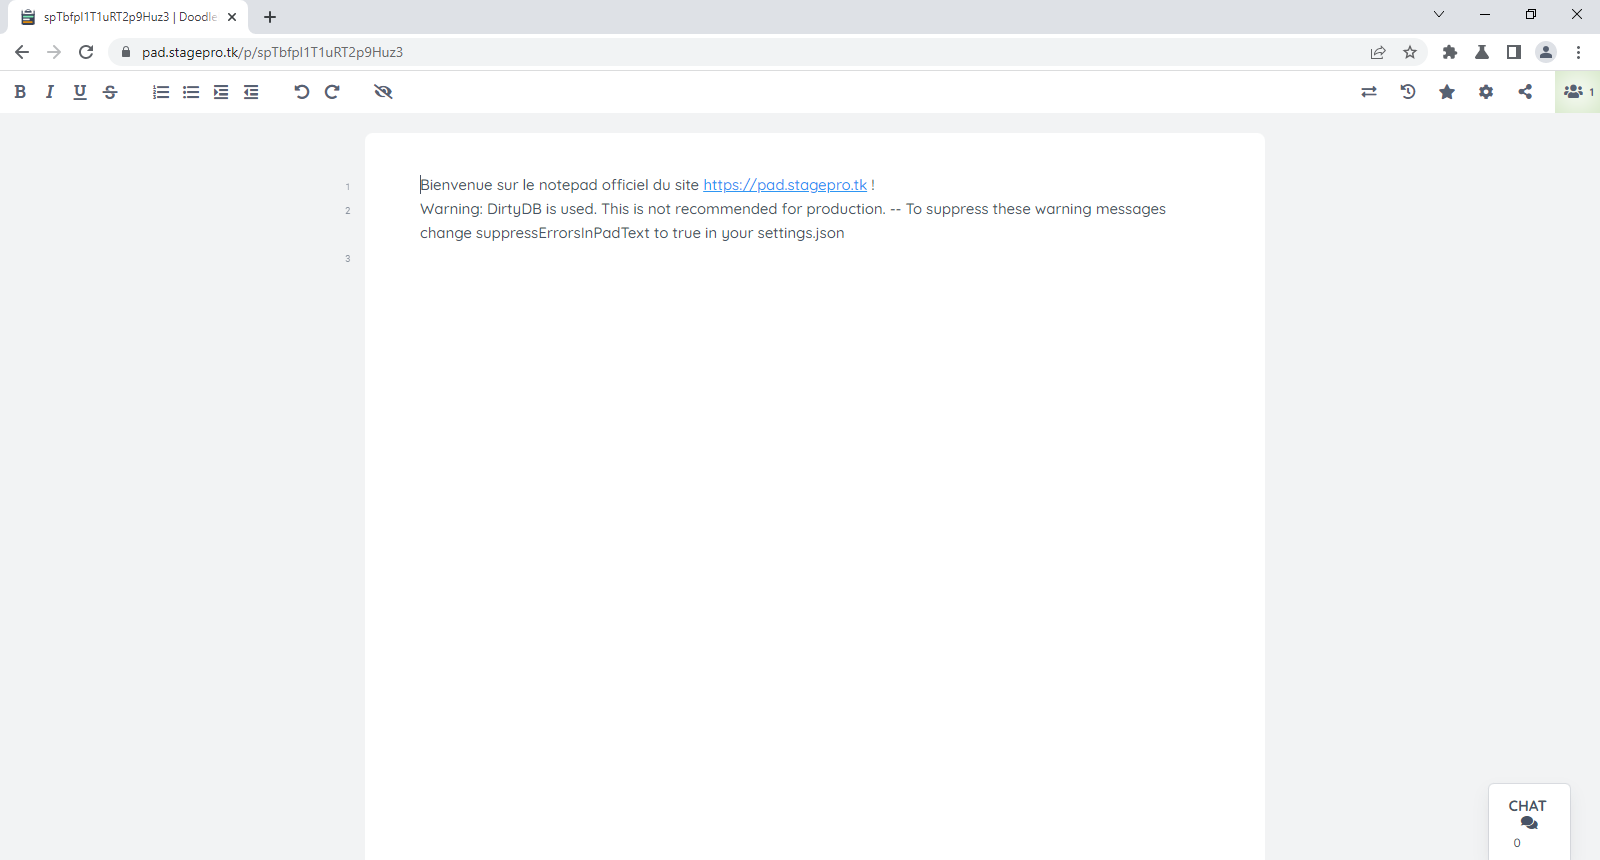 spTbfpI1T1uRT2p9Huz3 | Doodle
pad.stagepro.tk/p/spTbfpI1T1uRT2p9Huz3
B I U S
1
1 Bienvenue sur le notepad officiel du site https://pad.stagepro.tk !
2 Warning: DirtyDB is used. This is not recommended for production. -- To suppress these warning messages
change suppressErrorsInPadText to true in your settings.json
3
CHAT
0